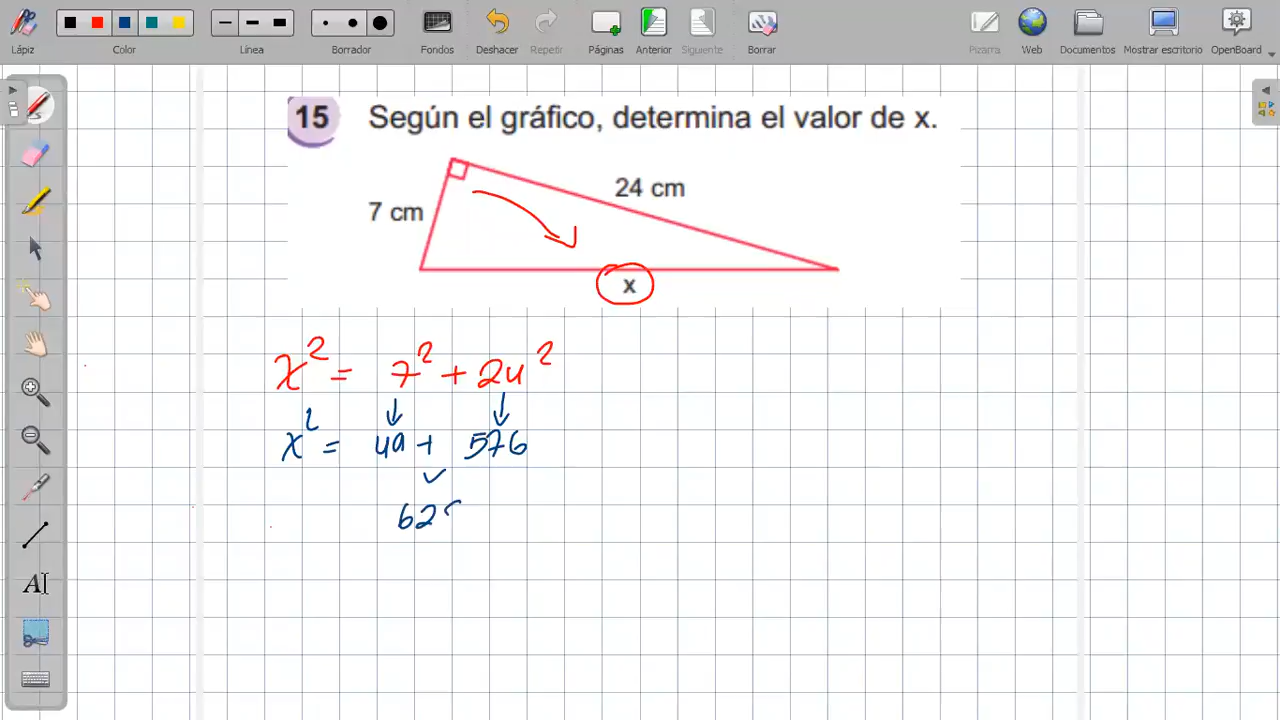 Lápiz Color Línea Borrador Fondos Deshacer Repetir Páginas Anterior Siguiente Borrar Pizarra Web Documentos Mostrar escritorio OpenBoard
15 Según el gráfico, determina el valor de x.
24 cm
7 cm
x
x² = 7² + 24²
x² = 49 + 576
62